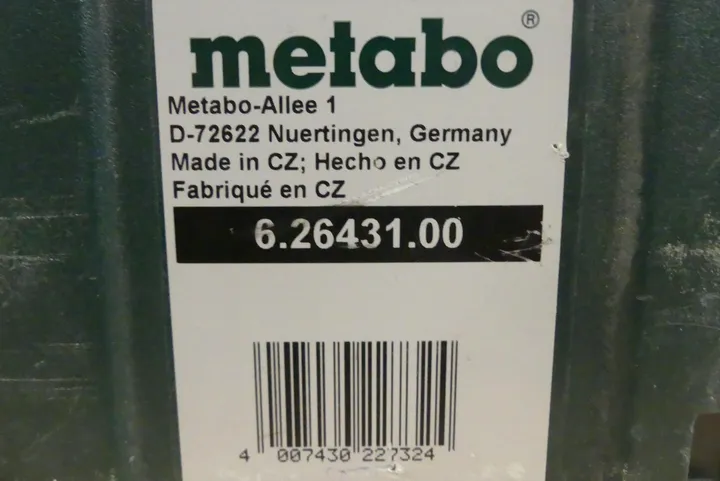 metabo®
Metabo-Allee 1
D-72622 Nuertingen, Germany
Made in CZ; Hecho en CZ
Fabriqué en CZ
6.26431.00
4 007430 227324